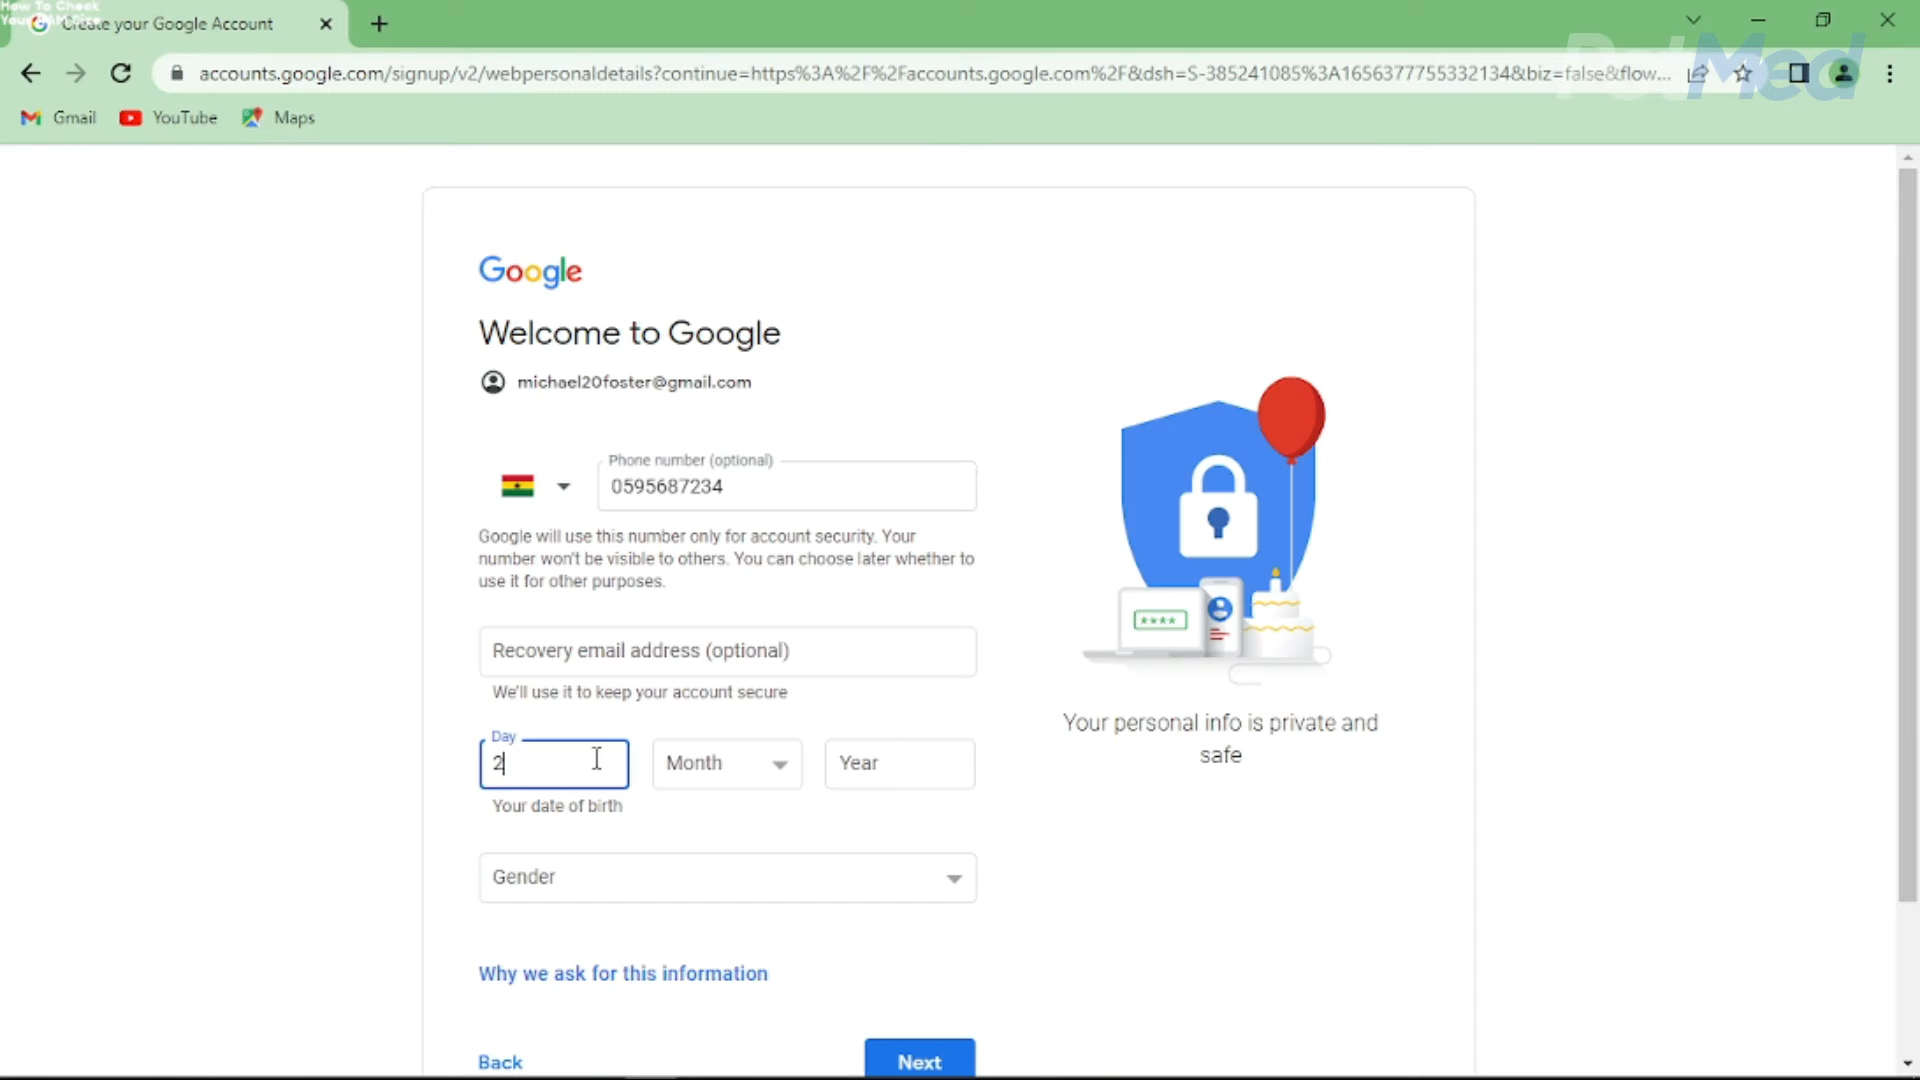 How To Check
Create your Google Account
accounts.google.com/signup/v2/webpersonaldetails?continue=https%3A%2F%2Faccounts.google.com%2F&dsh=S-385241085%3A1656377755332134&biz=false&flow...
PotMed
Gmail
YouTube
Maps
Google
Welcome to Google
michael20foster@gmail.com
Phone number (optional)
0595687234
Google will use this number only for account security. Your
number won't be visible to others. You can choose later whether to
use it for other purposes.
Recovery email address (optional)
We'll use it to keep your account secure
Day
2
Month
Year
Your date of birth
Gender
Why we ask for this information
Back
Next
****
Your personal info is private and
safe